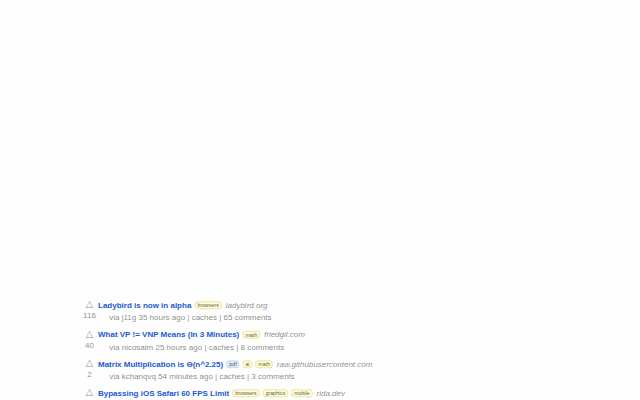 Ladybird is now in alpha browsers ladybird.org
116 via j11g 35 hours ago | caches | 65 comments
What VP != VNP Means (in 3 Minutes) math friedgil.com
40 via nicosalm 25 hours ago | caches | 8 comments
Matrix Multiplication is Θ(n^2.25) pdf math raw.githubusercontent.com
2 via kchanqvq 54 minutes ago | caches | 3 comments
Bypassing iOS Safari 60 FPS Limit browsers graphics mobile rida.dev